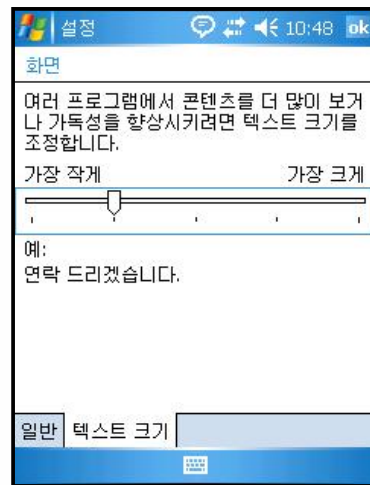 설정 10:48 ok
화면
여러 프로그램에서 콘텐츠를 더 많이 보거
나 가독성을 향상시키려면 텍스트 크기를
조정합니다.
가장 작게 가장 크게
예:
연락 드리겠습니다.
일반 텍스트 크기